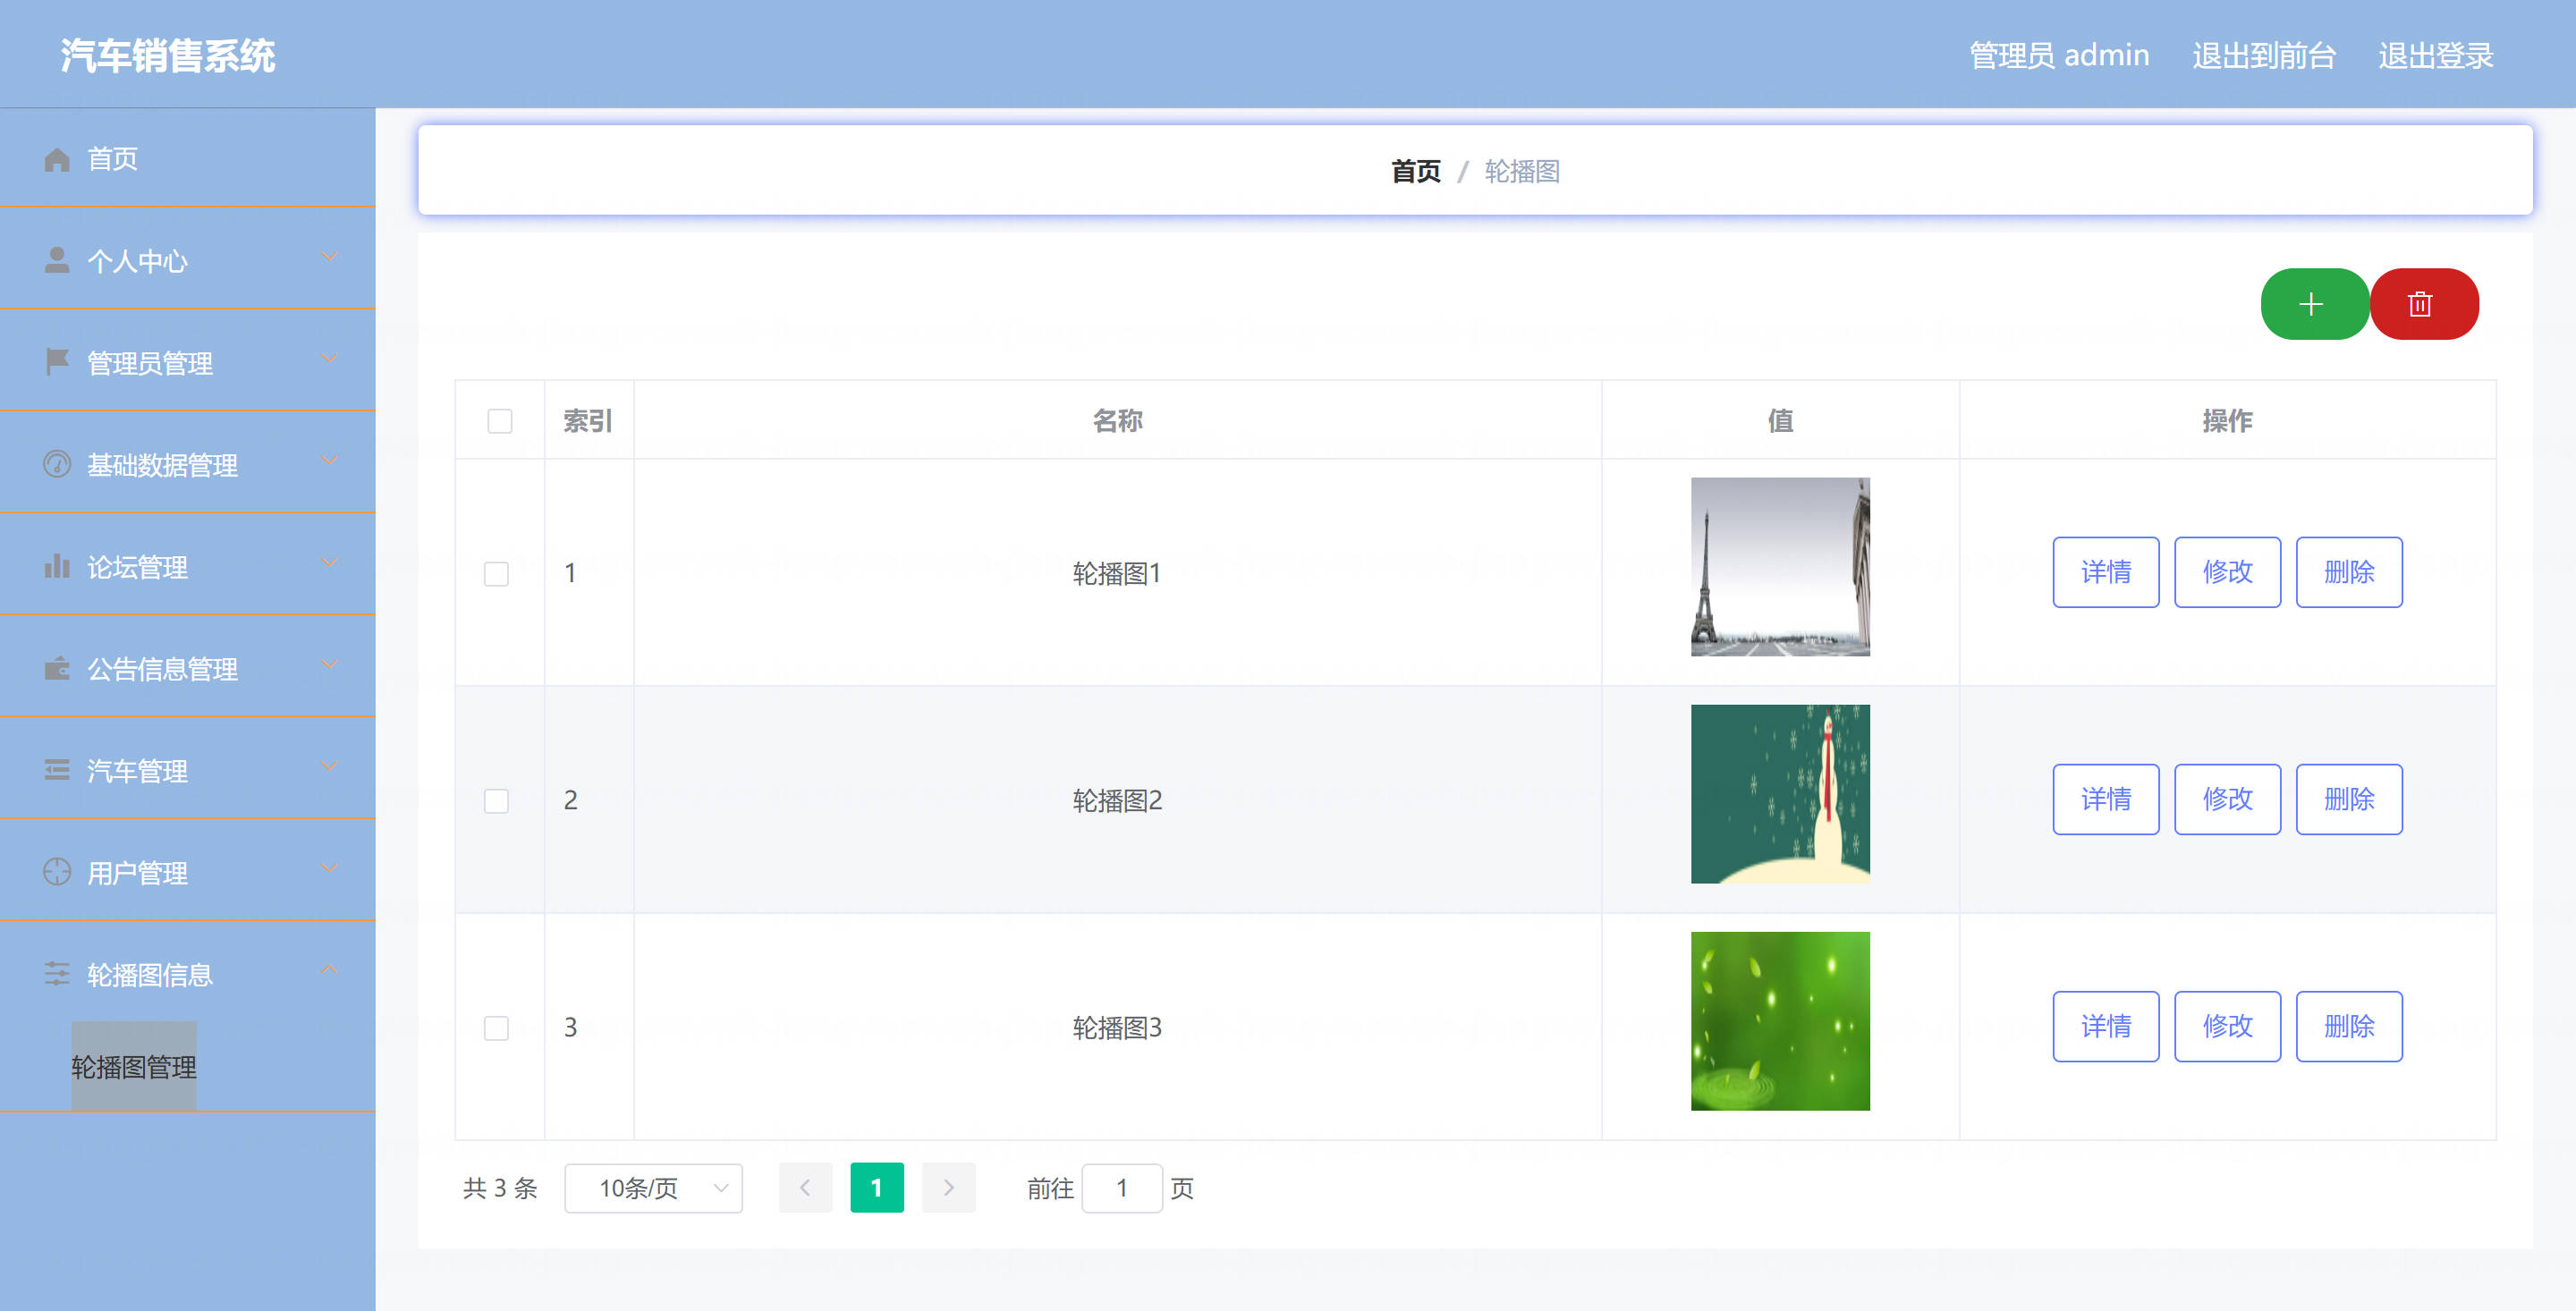 汽车销售系统
管理员 admin
退出到前台
退出登录
首页
个人中心
管理员管理
基础数据管理
论坛管理
公告信息管理
汽车管理
用户管理
轮播图信息
轮播图管理
首页 / 轮播图
索引 名称 值 操作
1 轮播图1 详情 修改 删除
2 轮播图2 详情 修改 删除
3 轮播图3 详情 修改 删除
共 3 条 10条/页 1 前往 1 页